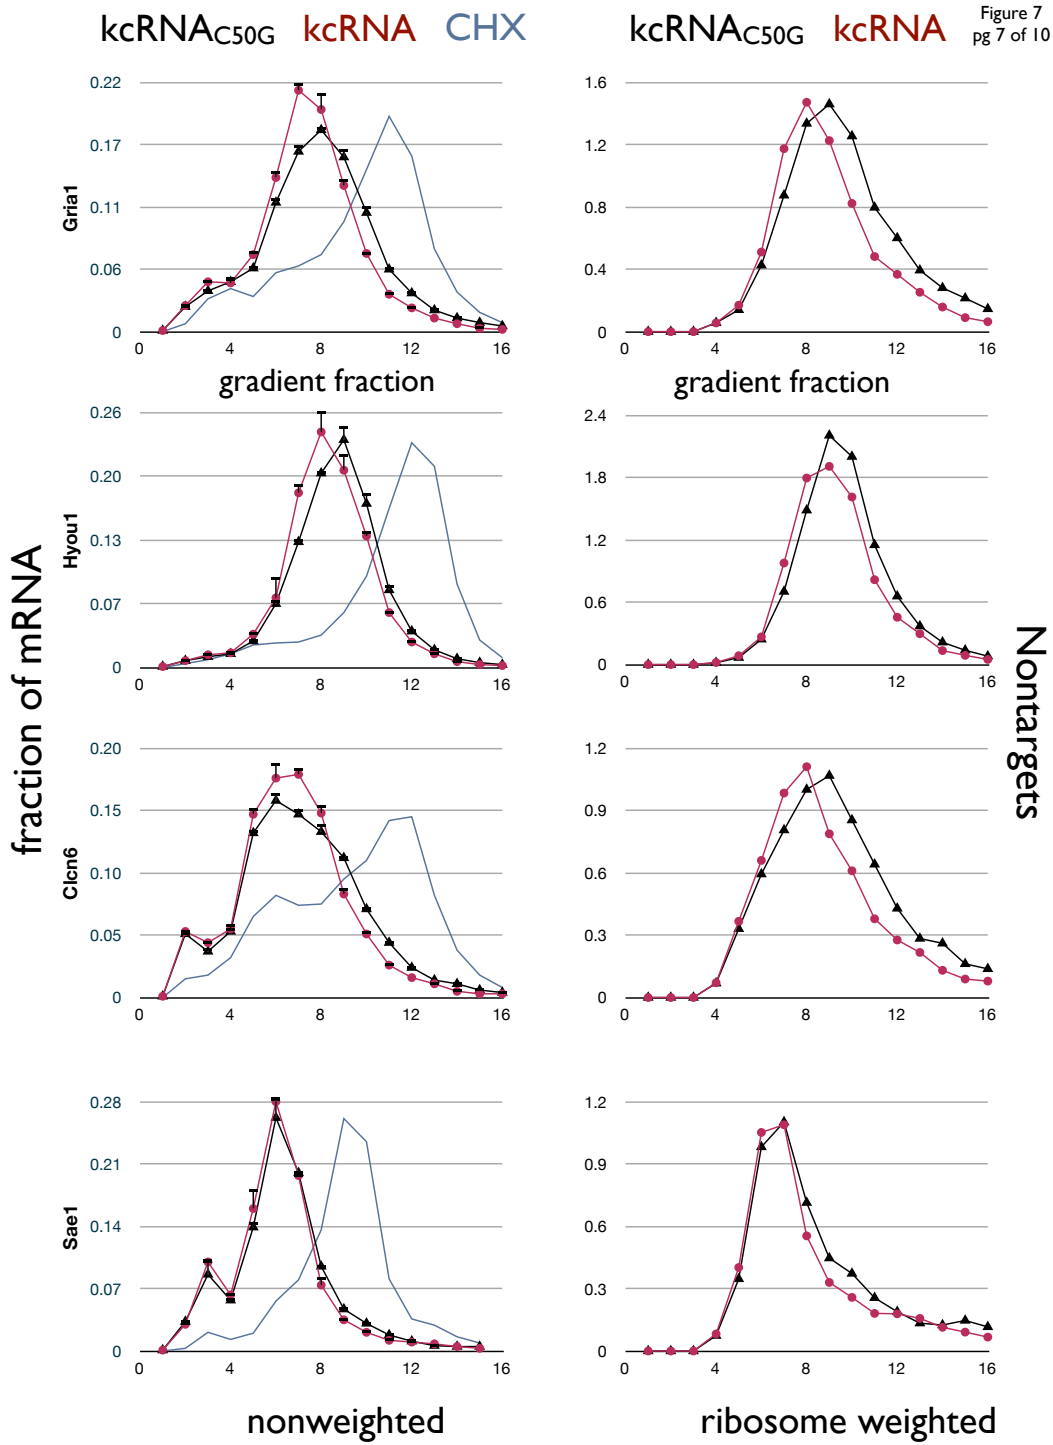 kcRNAC50G kcRNA CHX
kcRNAC50G kcRNA
Figure 7
pg 7 of 10
0.22
0.17
0.11
0.06
0
0 4 8 12 16
Gria1
gradient fraction
1.6
1.2
0.8
0.4
0
0 4 8 12 16
gradient fraction
0.26
0.20
0.13
0.07
0
0 4 8 12 16
Hyou1
2.4
1.8
1.2
0.6
0
0 4 8 12 16
fraction of mRNA
Nontargets
0.20
0.15
0.10
0.05
0
0 4 8 12 16
Clcn6
1.2
0.9
0.6
0.3
0
0 4 8 12 16
0.28
0.21
0.14
0.07
0
0 4 8 12 16
Sae1
1.2
0.9
0.6
0.3
0
0 4 8 12 16
nonweighted
ribosome weighted